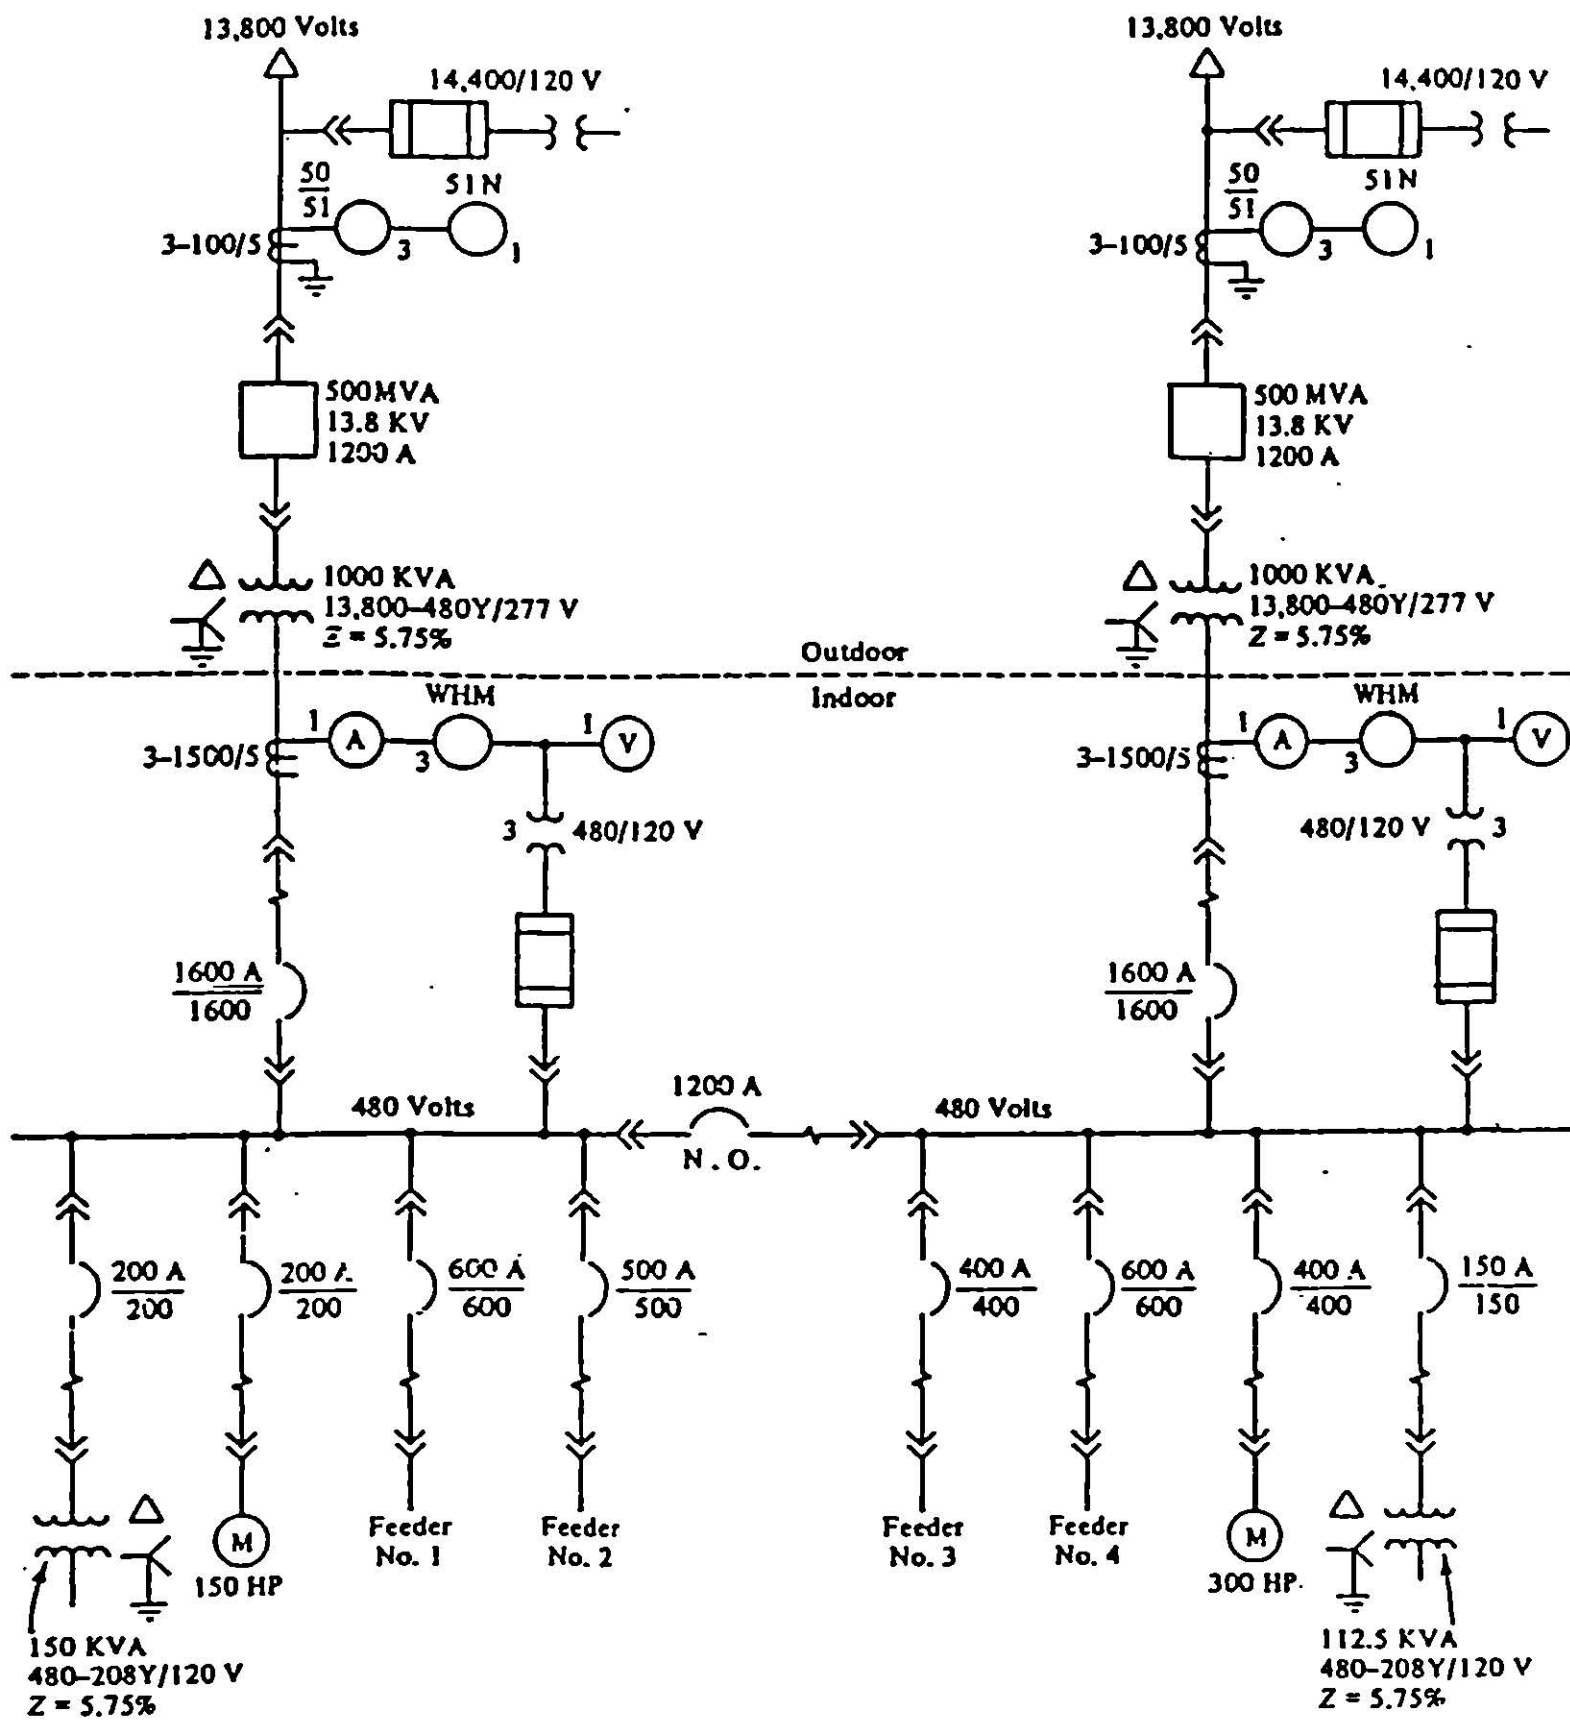 13,800 Volts
14,400/120 V
50
51
51N
3
1
3-100/5
500 MVA
13.8 KV
1200 A
1000 KVA
13,800-480Y/277 V
Z = 5.75%
13,800 Volts
14,400/120 V
50
51
51N
3
1
3-100/5
500 MVA
13.8 KV
1200 A
1000 KVA
13,800-480Y/277 V
Z = 5.75%
Outdoor
Indoor
WHM
1
A
3
1
V
3-1500/5
3
480/120 V
1600 A
1600
WHM
1
A
3
1
V
3-1500/5
480/120 V
3
1600 A
1600
480 Volts
1200 A
N.O.
480 Volts
200 A
200
200 A
200
600 A
600
500 A
500
400 A
400
600 A
600
400 A
400
150 A
150
M
150 HP
Feeder
No. 1
Feeder
No. 2
Feeder
No. 3
Feeder
No. 4
M
300 HP
150 KVA
480-208Y/120 V
Z = 5.75%
112.5 KVA
480-208Y/120 V
Z = 5.75%